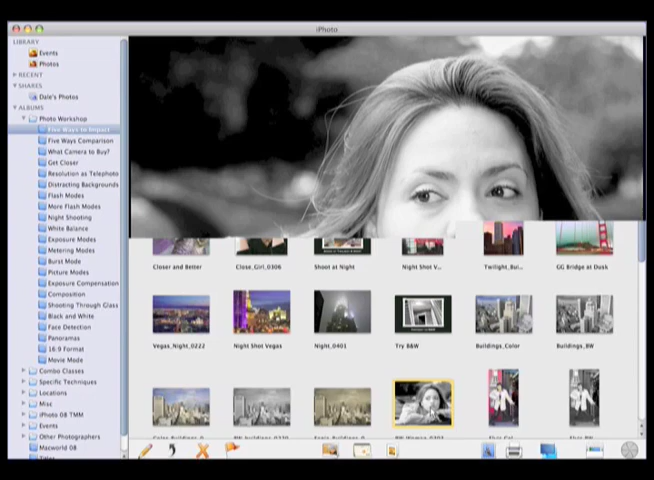 iPhoto
LIBRARY
Events
Photos
RECENT
SHARES
Dale's Photos
ALBUMS
Photo Workshop
Five Ways to Impact
Five Ways Comparison
What Camera to Buy?
Get Closer
Resolution as Telephoto
Distracting Backgrounds
Flash Modes
More Flash Modes
Night Shooting
White Balance
Exposure Modes
Metering Modes
Burst Mode
Picture Modes
Exposure Compensation
Composition
Shooting Through Glass
Black and White
Face Detection
Panoramas
16:9 Format
Movie Mode
Combo Classes
Specific Techniques
Locations
Misc
iPhoto 08 TMM
Events
Other Photographers
Macworld 08
Closer and Better
Close_Girl_0306
Shoot at Night
Night Shot V...
Twilight_Bui...
GG Bridge at Dusk
Vegas_Night_0222
Night Shot Vegas
Night_0401
Try B&W
Buildings_Color
Buildings_BW